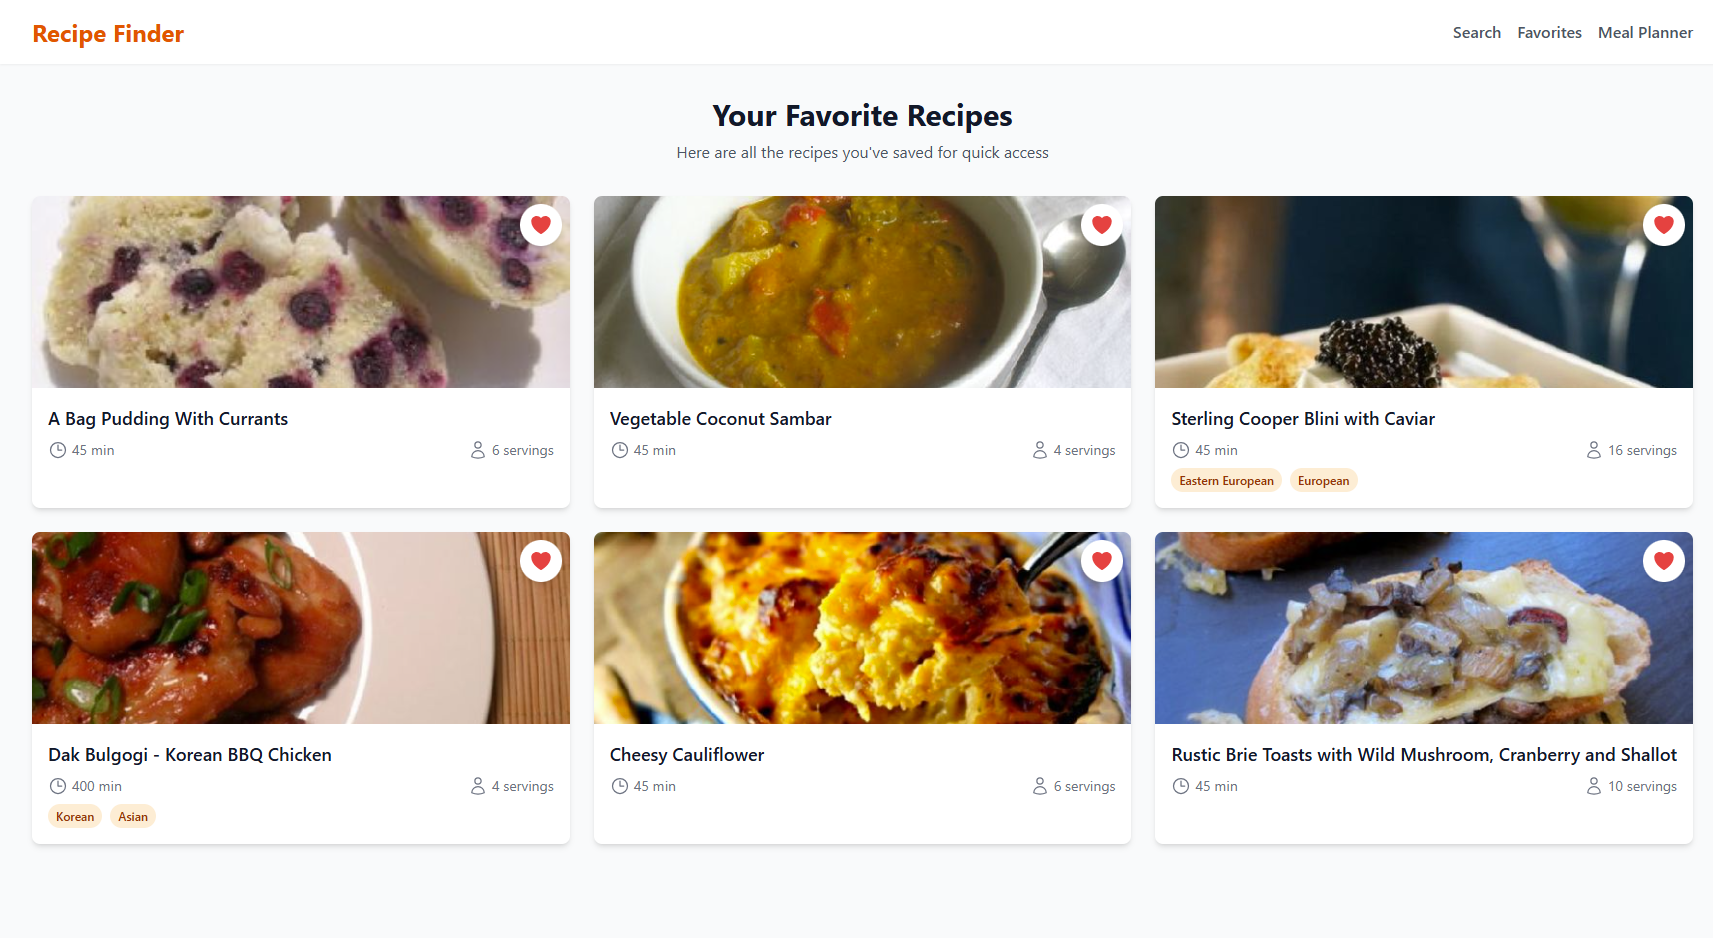 Recipe Finder
Search Favorites Meal Planner
Your Favorite Recipes
Here are all the recipes you've saved for quick access
A Bag Pudding With Currants
45 min
6 servings
Vegetable Coconut Sambar
45 min
4 servings
Sterling Cooper Blini with Caviar
45 min
16 servings
Eastern European European
Dak Bulgogi - Korean BBQ Chicken
400 min
4 servings
Korean Asian
Cheesy Cauliflower
45 min
6 servings
Rustic Brie Toasts with Wild Mushroom, Cranberry and Shallot
45 min
10 servings